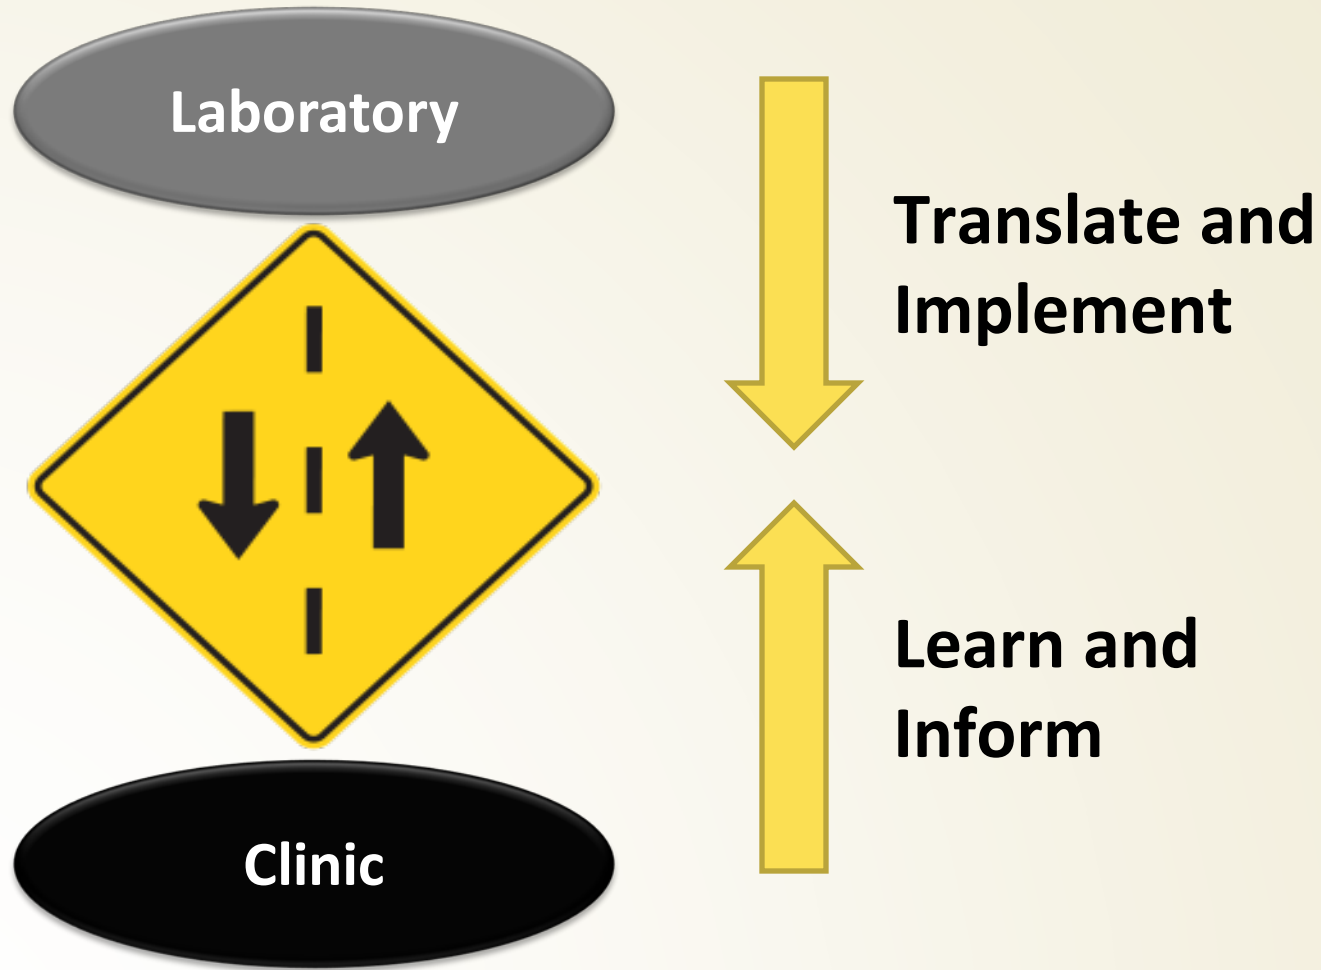 Laboratory
Translate and
Implement
Learn and
Inform
Clinic